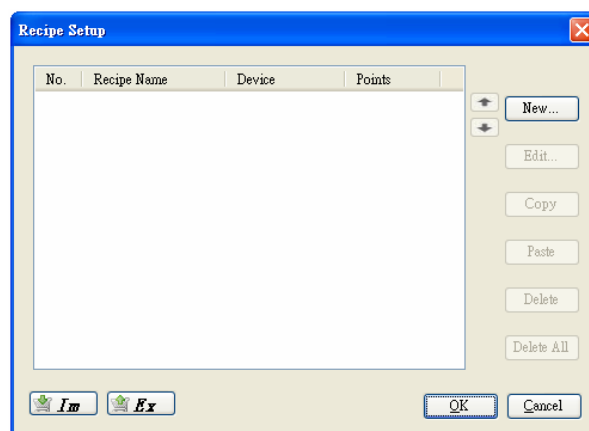 Recipe Setup
No. Recipe Name Device Points
New...
Edit...
Copy
Paste
Delete
Delete All
Im Ex OK Cancel